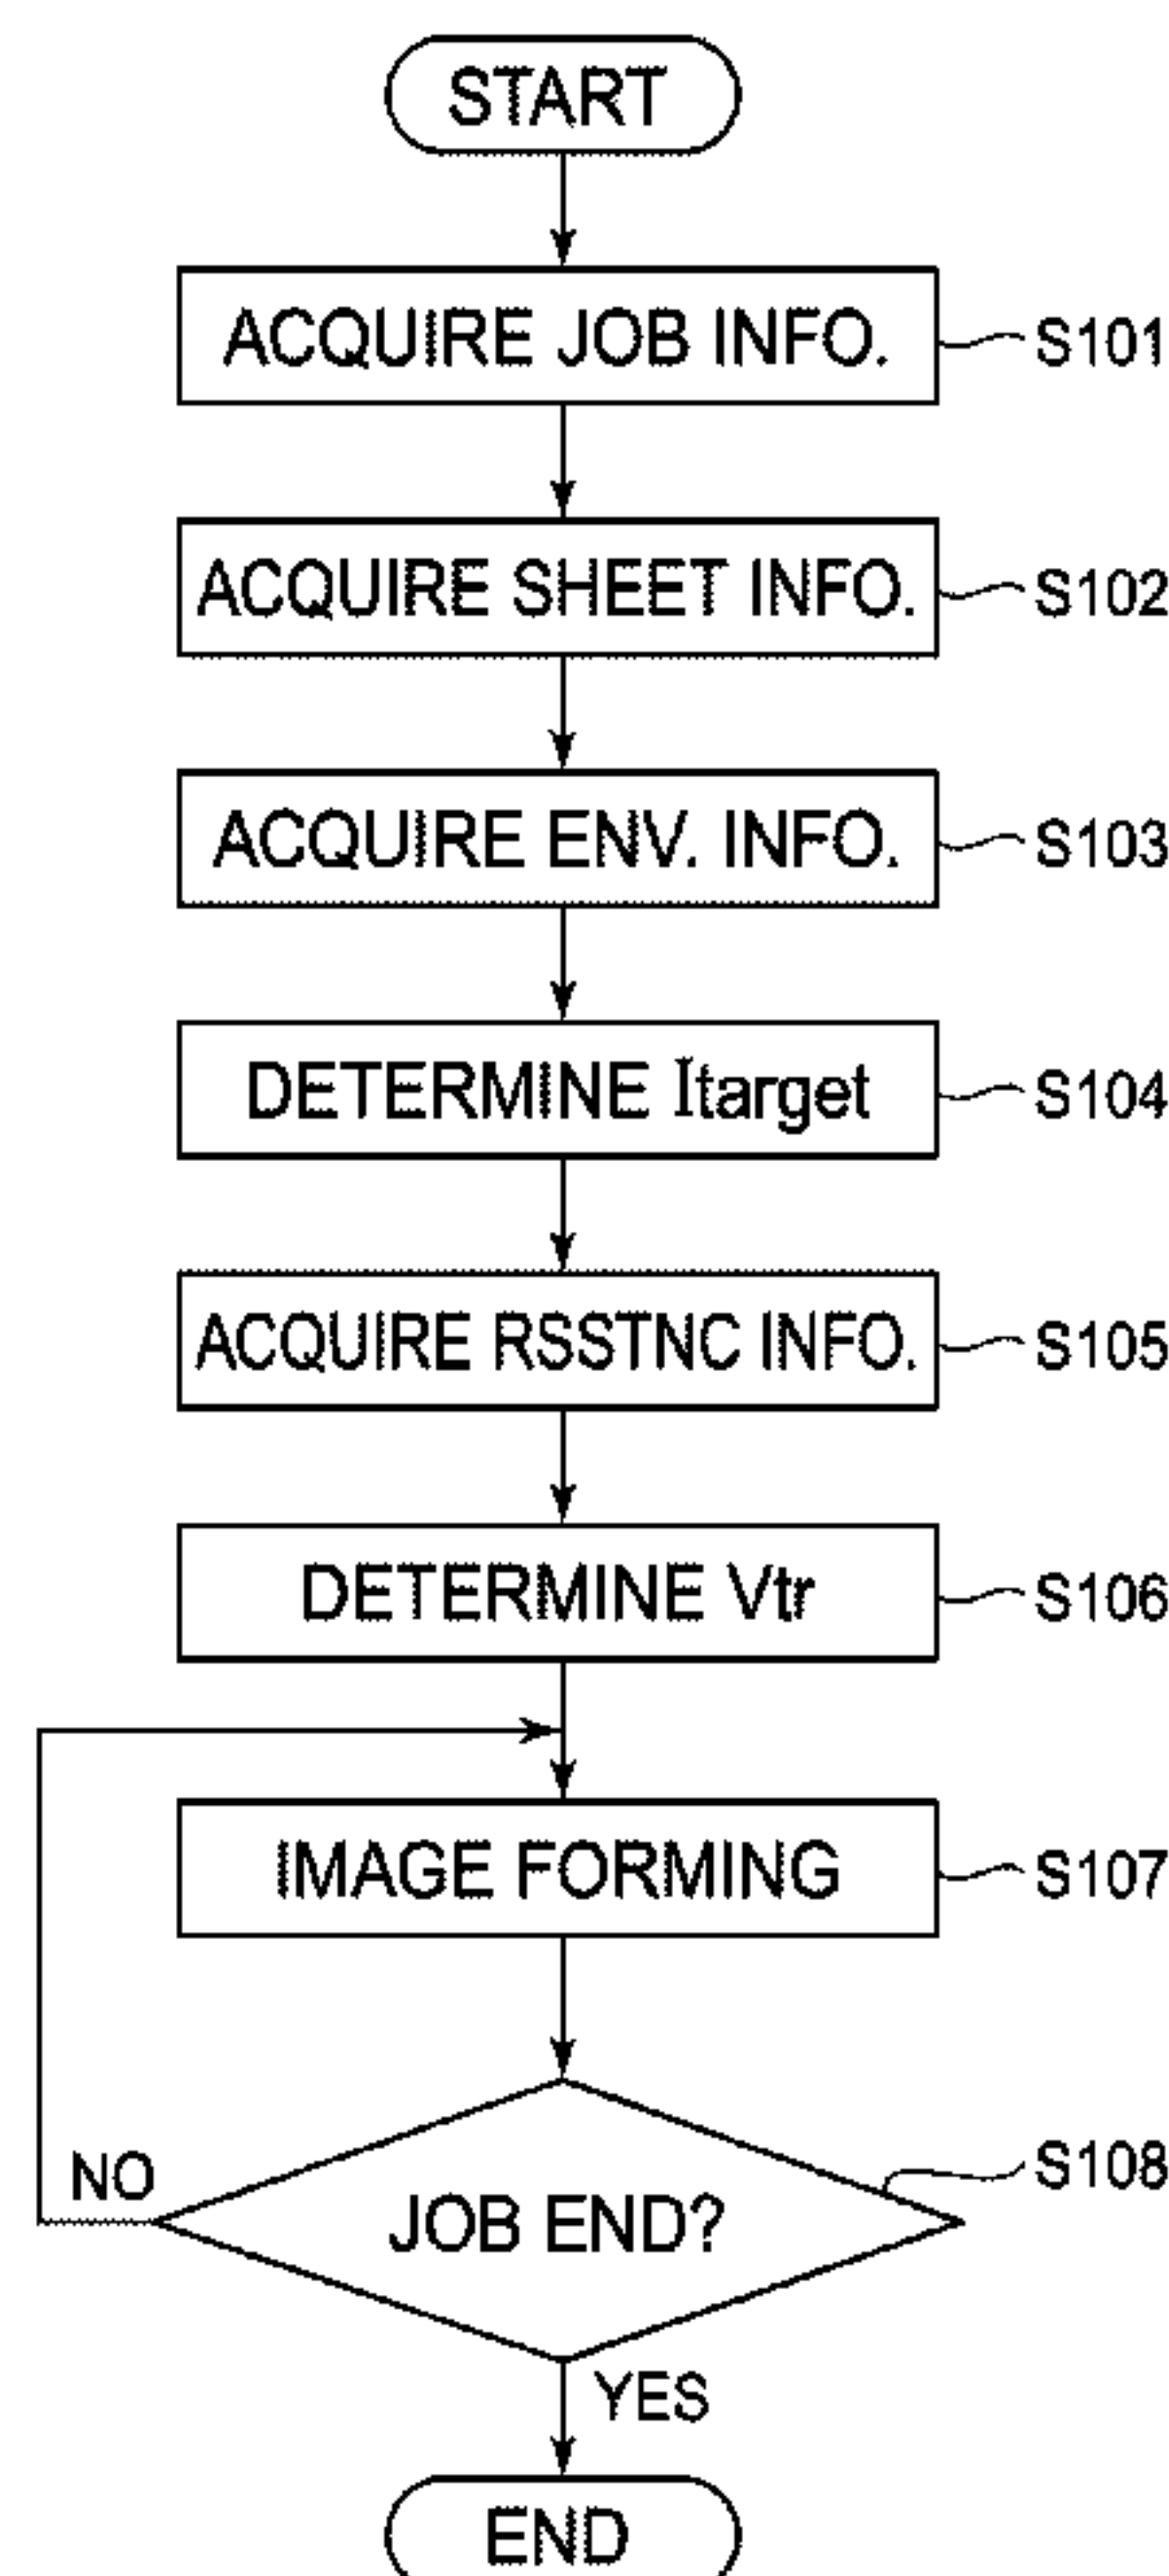 START
ACQUIRE JOB INFO.
S101
ACQUIRE SHEET INFO.
S102
ACQUIRE ENV. INFO.
S103
DETERMINE Itarget
S104
ACQUIRE RSSTNC INFO.
S105
DETERMINE Vtr
S106
IMAGE FORMING
S107
JOB END?
S108
NO
YES
END